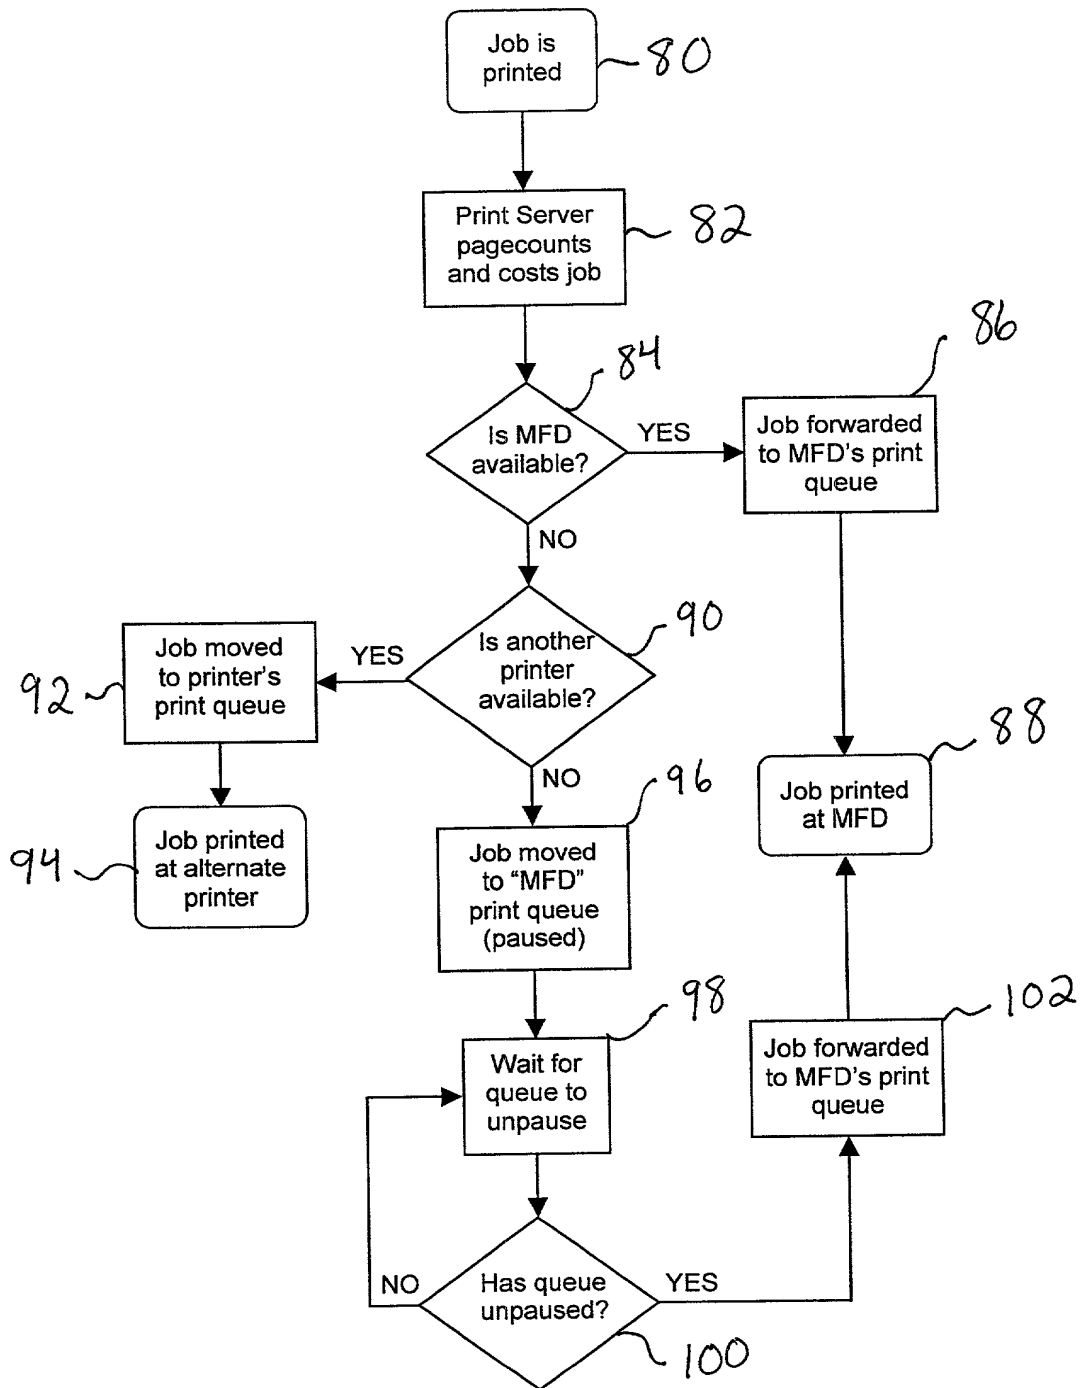 Job is
printed
80
Print Server
pagecounts
and costs job
82
84
Is MFD
available?
YES
86
Job forwarded
to MFD's print
queue
NO
90
Is another
printer
available?
YES
Job moved
to printer's
print queue
92
88
Job printed
at MFD
NO
96
Job printed
at alternate
printer
94
Job moved
to “MFD”
print queue
(paused)
98
Wait for
queue to
unpause
102
Job forwarded
to MFD's print
queue
NO
Has queue
unpaused?
YES
100